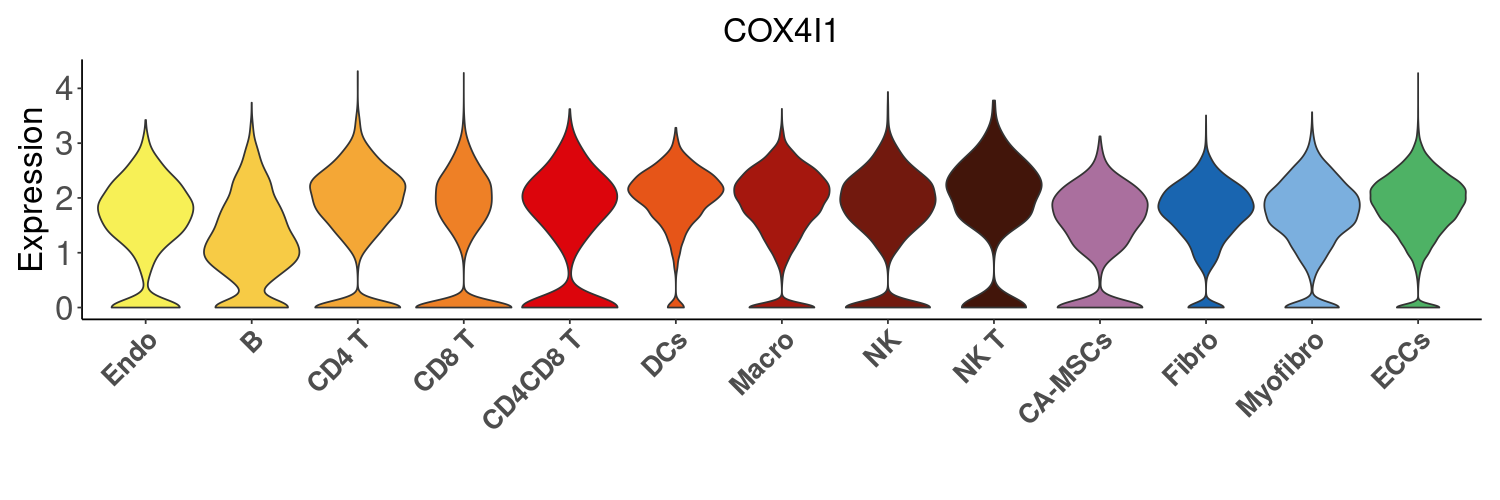 COX4I1
Expression
4
3
2
1
0
Endo
B
CD4 T
CD8 T
CD4CD8 T
DCs
Macro
NK
NK T
CA-MSCs
Fibro
Myofibro
ECCs